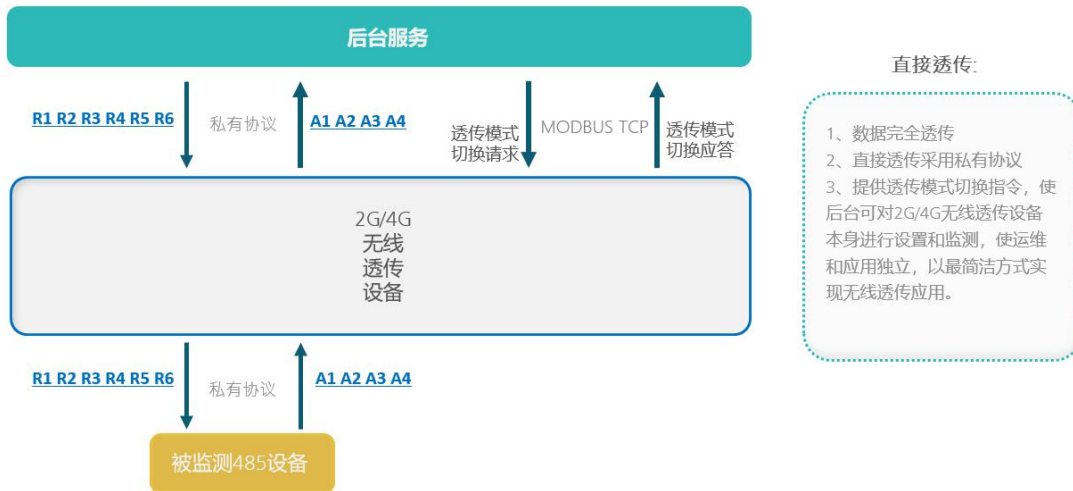 后台服务
R1 R2 R3 R4 R5 R6
私有协议
A1 A2 A3 A4
透传模式
切换请求
MODBUS TCP
透传模式
切换应答
2G/4G
无线
透传
设备
R1 R2 R3 R4 R5 R6
私有协议
A1 A2 A3 A4
被监测485设备
直接透传:
1、数据完全透传
2、直接透传采用私有协议
3、提供透传模式切换指令，使
后台可对2G/4G无线透传设备
本身进行设置和监测，使运维
和应用独立，以最简洁方式实
现无线透传应用。